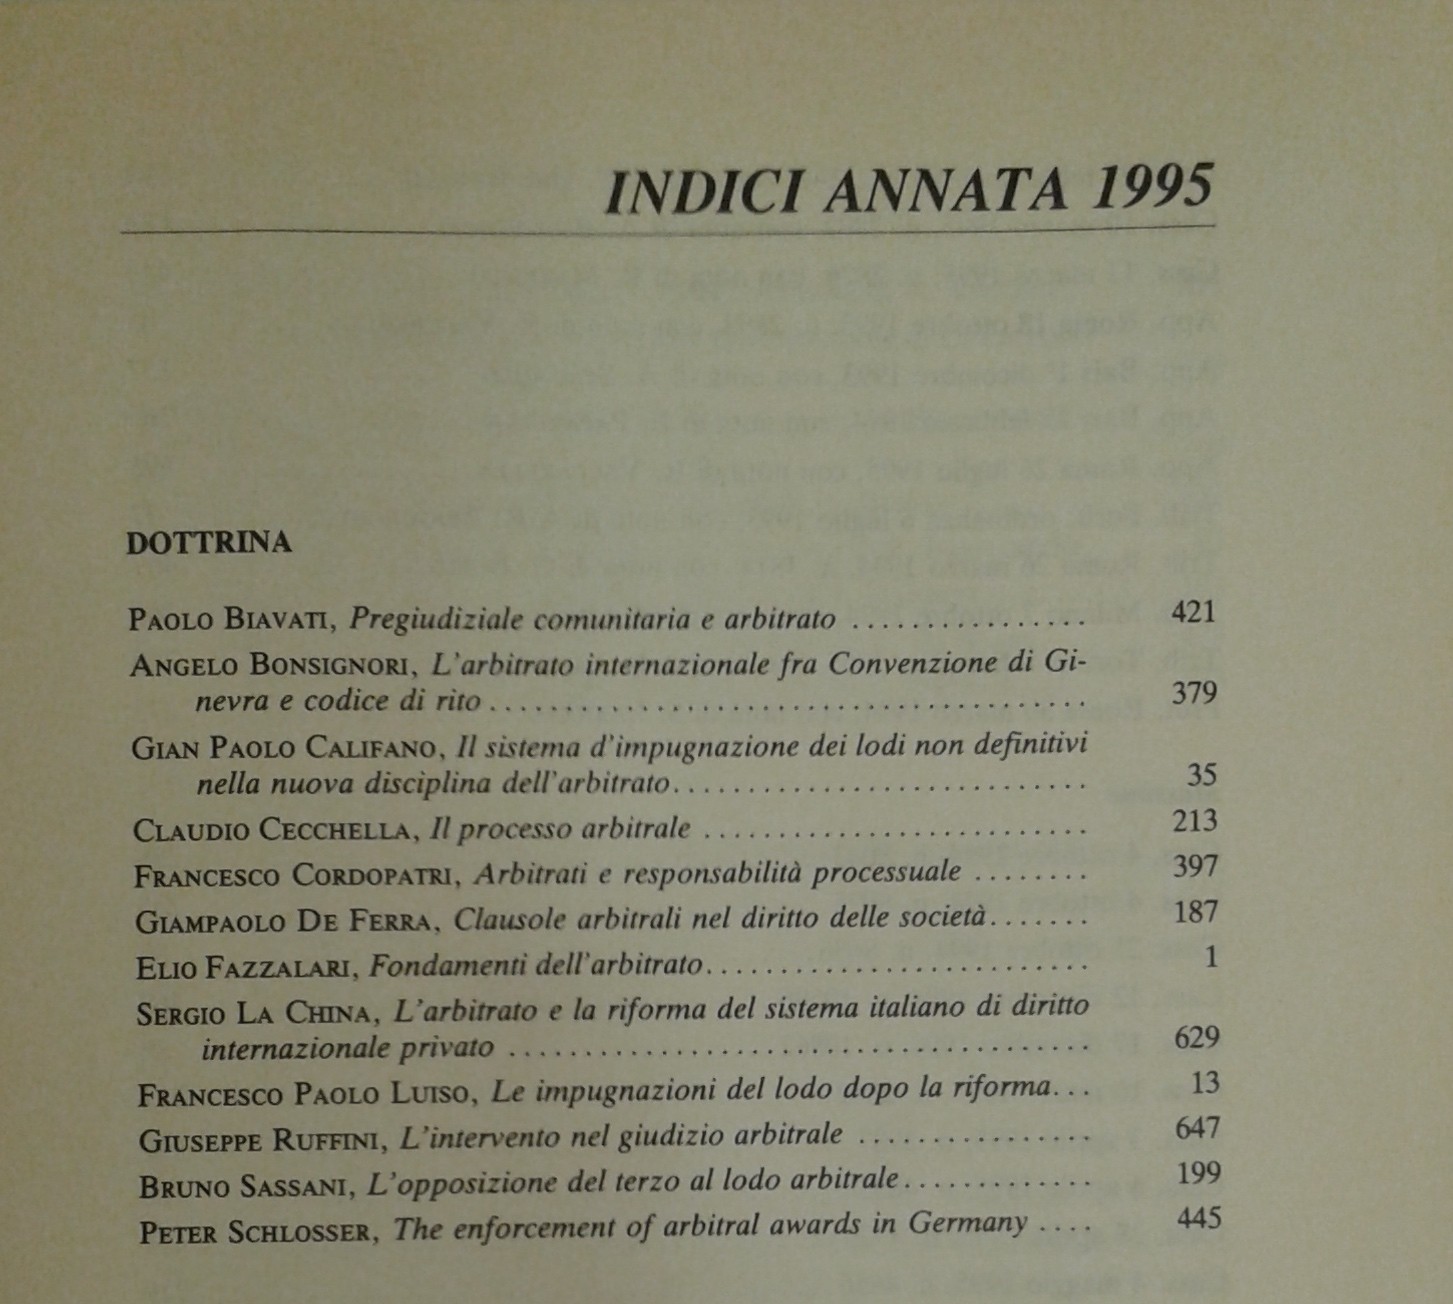 INDICI ANNATA 1995
DOTTRINA
PAOLO BIAVATI, Pregiudiziale comunitaria e arbitrato ................ 421
ANGELO BONSIGNORI, L'arbitrato internazionale fra Convenzione di Gi-
nevra e codice di rito ........................................ 379
GIAN PAOLO CALIFANO, Il sistema d'impugnazione dei lodi non definitivi
nella nuova disciplina dell'arbitrato............................ 35
CLAUDIO CECCHELLA, Il processo arbitrale .......................... 213
FRANCESCO CORDOPATRI, Arbitrati e responsabilità processuale ........ 397
GIAMPAOLO DE FERRA, Clausole arbitrali nel diritto delle società....... 187
ELIO FAZZALARI, Fondamenti dell'arbitrato.......................... 1
SERGIO LA CHINA, L'arbitrato e la riforma del sistema italiano di diritto
internazionale privato ....................................... 629
FRANCESCO PAOLO LUISO, Le impugnazioni del lodo dopo la riforma... 13
GIUSEPPE RUFFINI, L'intervento nel giudizio arbitrale ................ 647
BRUNO SASSANI, L'opposizione del terzo al lodo arbitrale............. 199
PETER SCHLOSSER, The enforcement of arbitral awards in Germany .... 445